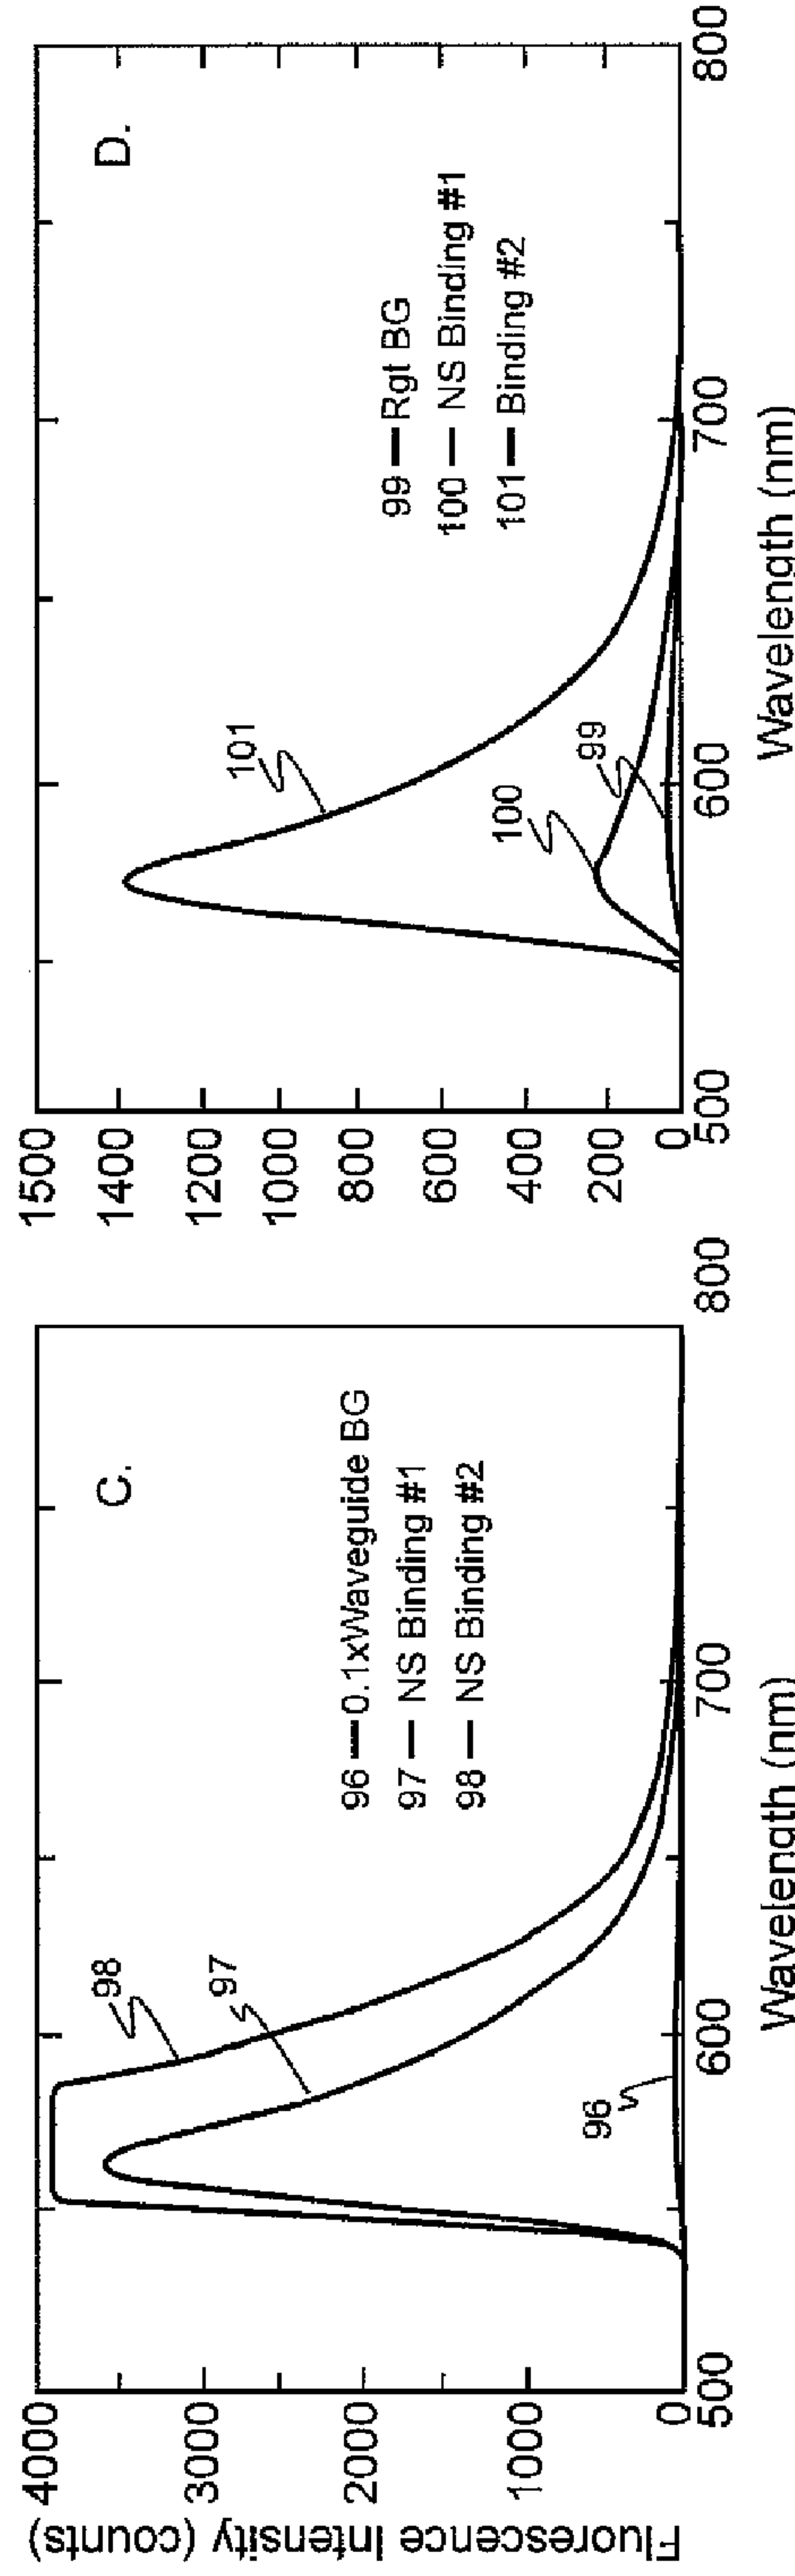 C.
96 0.1xWaveguide BG
97 NS Binding #1
98 NS Binding #2
98
97
96
4000
3000
2000
1000
0
500
600
700
800
Fluorescence Intensity (counts)
Wavelength (nm)
D.
99 Rgt BG
100 NS Binding #1
101 Binding #2
101
100
99
1500
1400
1200
1000
800
600
400
200
0
500
600
700
800
Wavelength (nm)